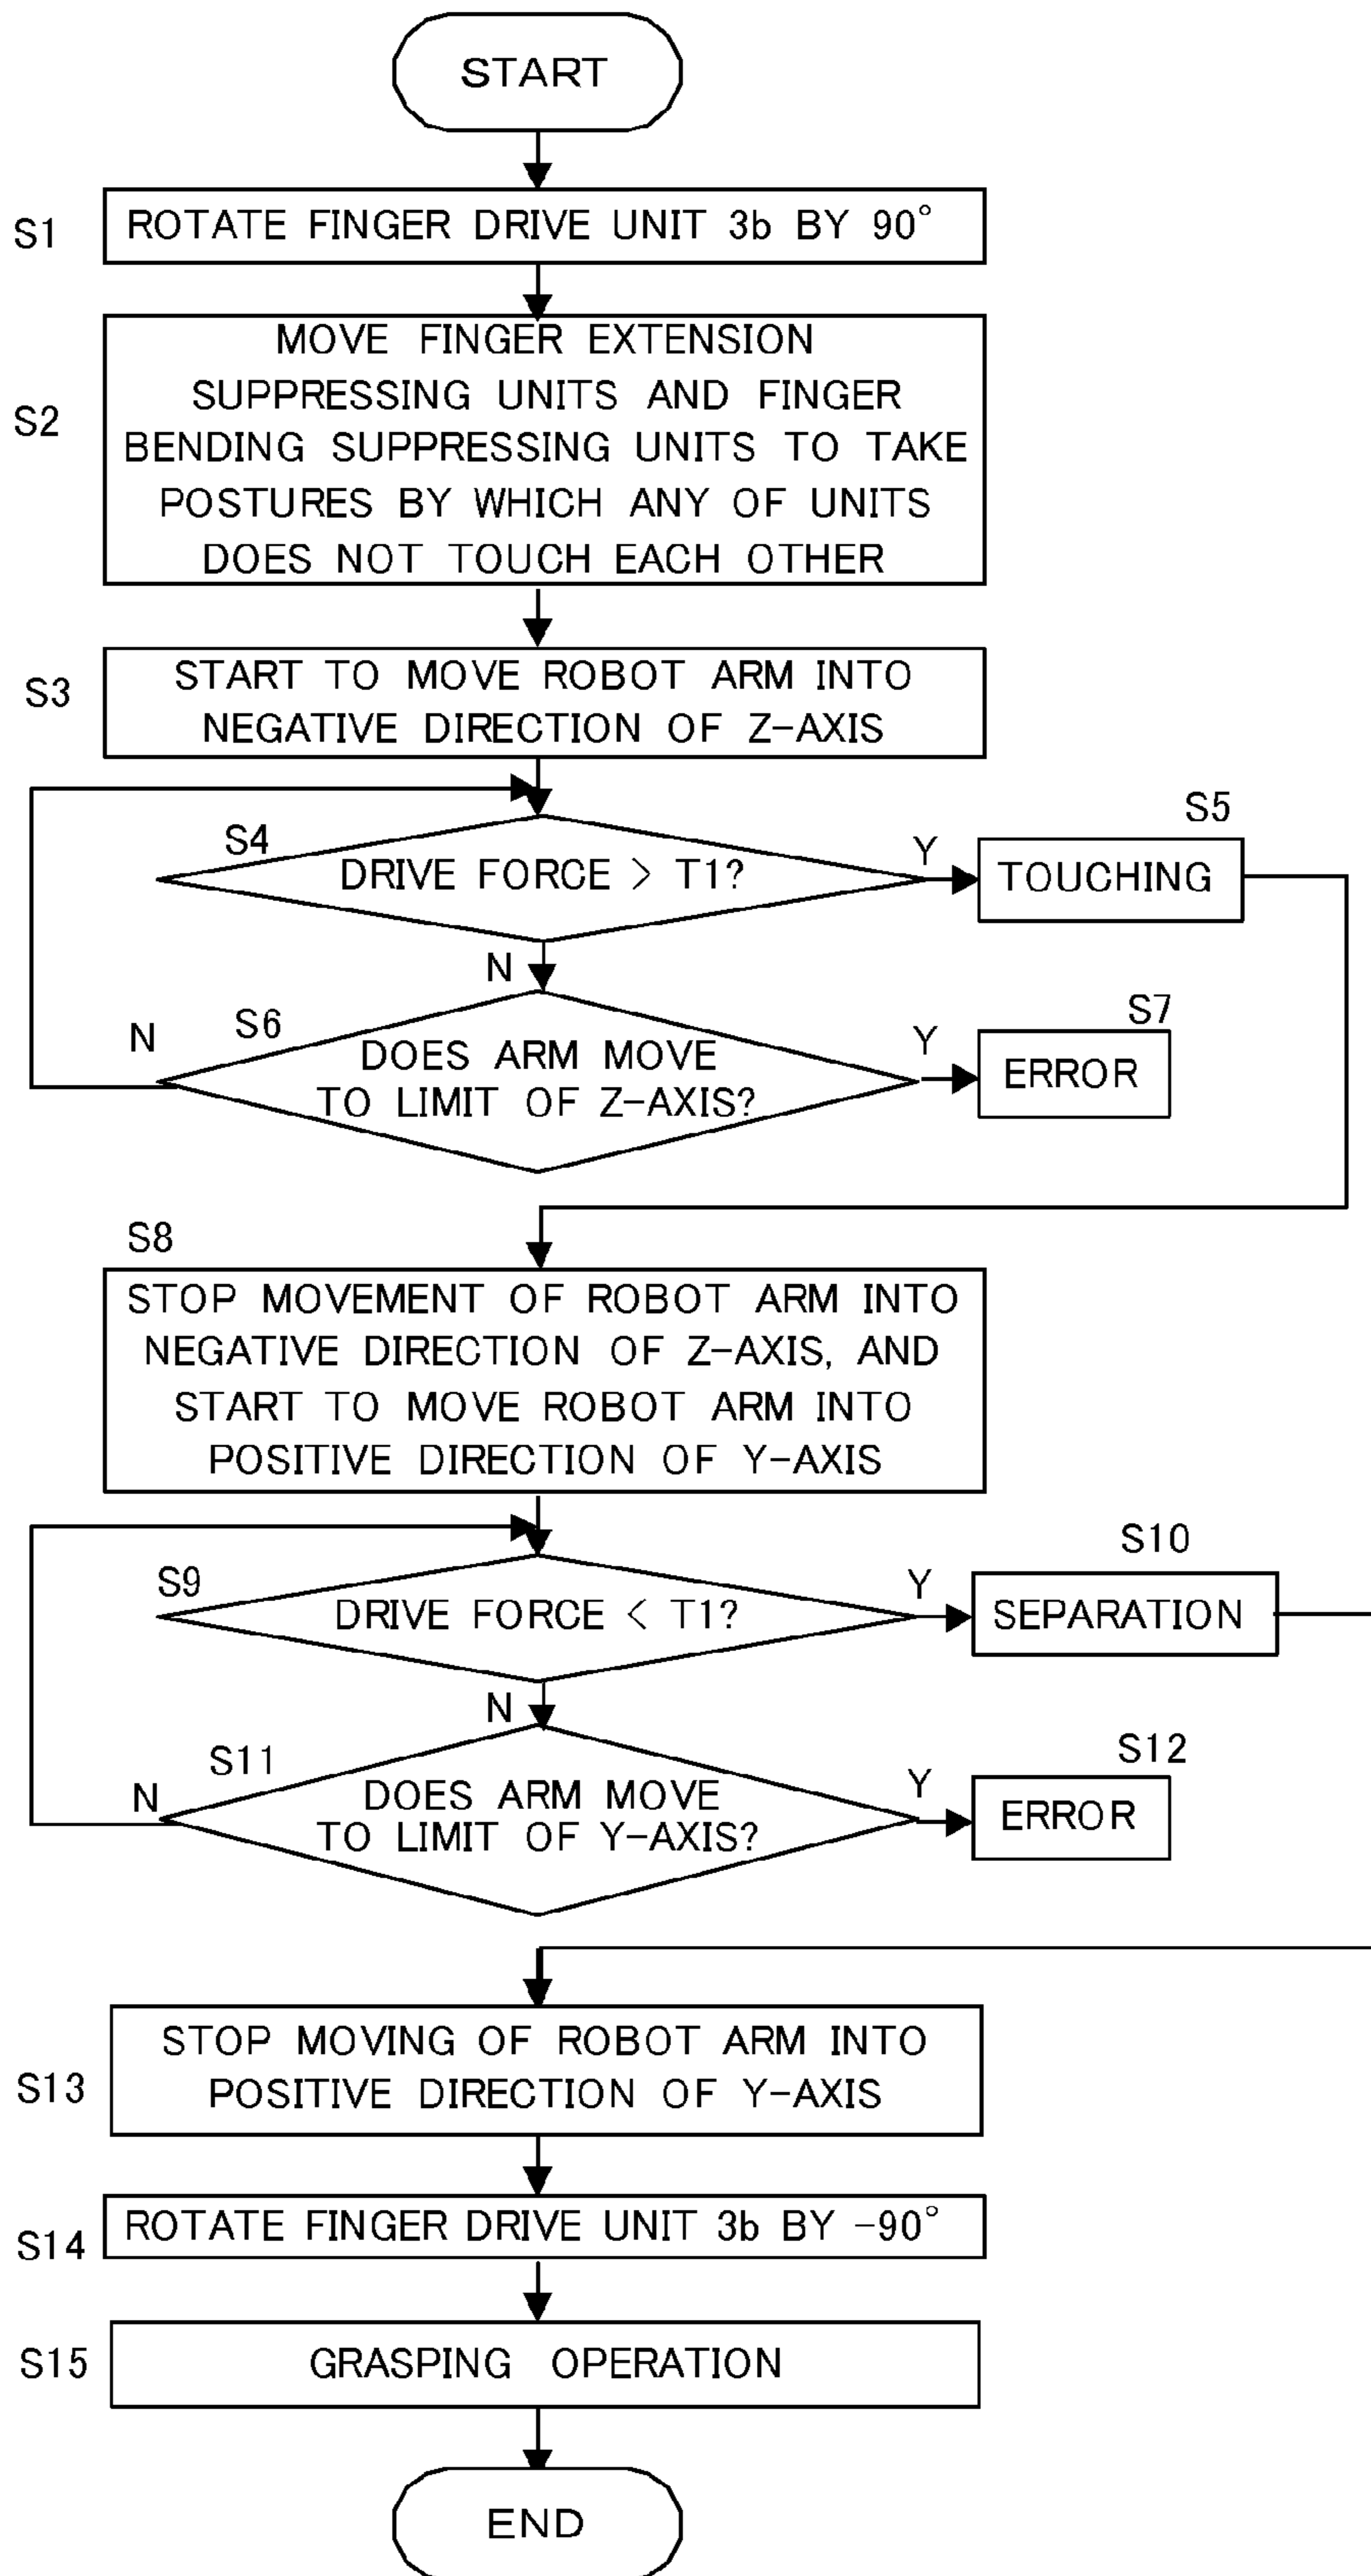 START
S1
ROTATE FINGER DRIVE UNIT 3b BY 90°
S2
MOVE FINGER EXTENSION
SUPPRESSING UNITS AND FINGER
BENDING SUPPRESSING UNITS TO TAKE
POSTURES BY WHICH ANY OF UNITS
DOES NOT TOUCH EACH OTHER
S3
START TO MOVE ROBOT ARM INTO
NEGATIVE DIRECTION OF Z-AXIS
S4
DRIVE FORCE > T1?
Y
S5
TOUCHING
N
S6
N
DOES ARM MOVE
TO LIMIT OF Z-AXIS?
Y
S7
ERROR
S8
STOP MOVEMENT OF ROBOT ARM INTO
NEGATIVE DIRECTION OF Z-AXIS, AND
START TO MOVE ROBOT ARM INTO
POSITIVE DIRECTION OF Y-AXIS
S9
DRIVE FORCE < T1?
Y
S10
SEPARATION
N
S11
N
DOES ARM MOVE
TO LIMIT OF Y-AXIS?
Y
S12
ERROR
S13
STOP MOVING OF ROBOT ARM INTO
POSITIVE DIRECTION OF Y-AXIS
S14
ROTATE FINGER DRIVE UNIT 3b BY -90°
S15
GRASPING OPERATION
END